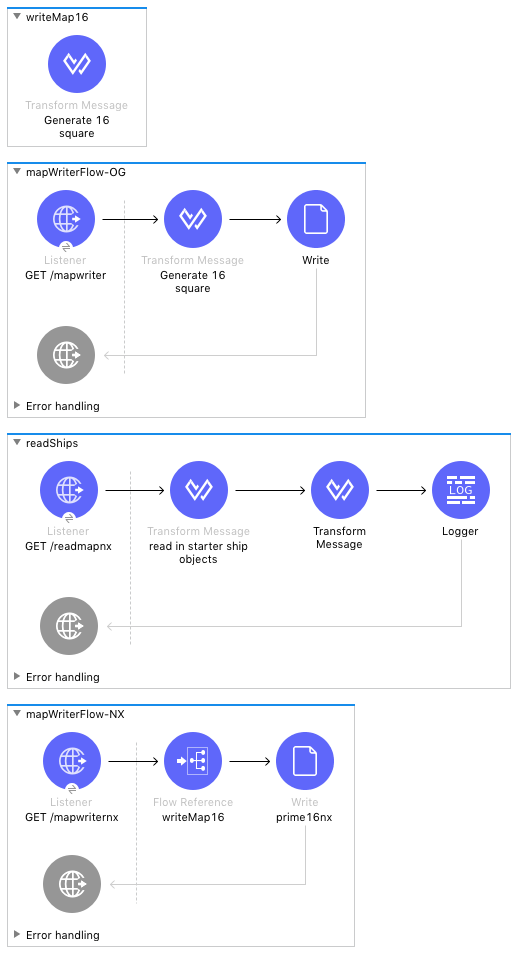 writeMap16
Transform Message
Generate 16
square
mapWriterFlow-OG
Listener
GET /mapwriter
Transform Message
Generate 16
square
Write
Error handling
readShips
Listener
GET /readmapnx
Transform Message
read in starter ship
objects
Transform
Message
LOG
Logger
Error handling
mapWriterFlow-NX
Listener
GET /mapwriternx
Flow Reference
writeMap16
Write
prime16nx
Error handling